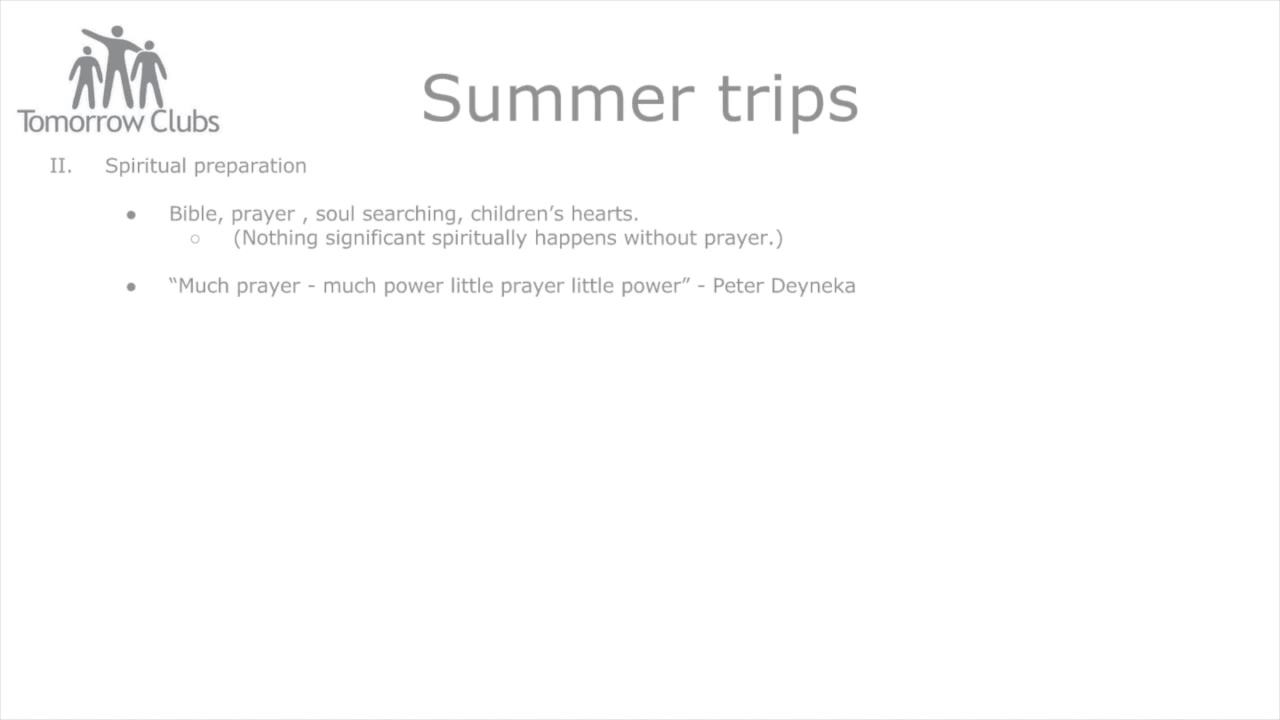 Tomorrow Clubs
Summer trips
II. Spiritual preparation
● Bible, prayer , soul searching, children’s hearts.
○ (Nothing significant spiritually happens without prayer.)
● “Much prayer - much power little prayer little power” - Peter Deyneka